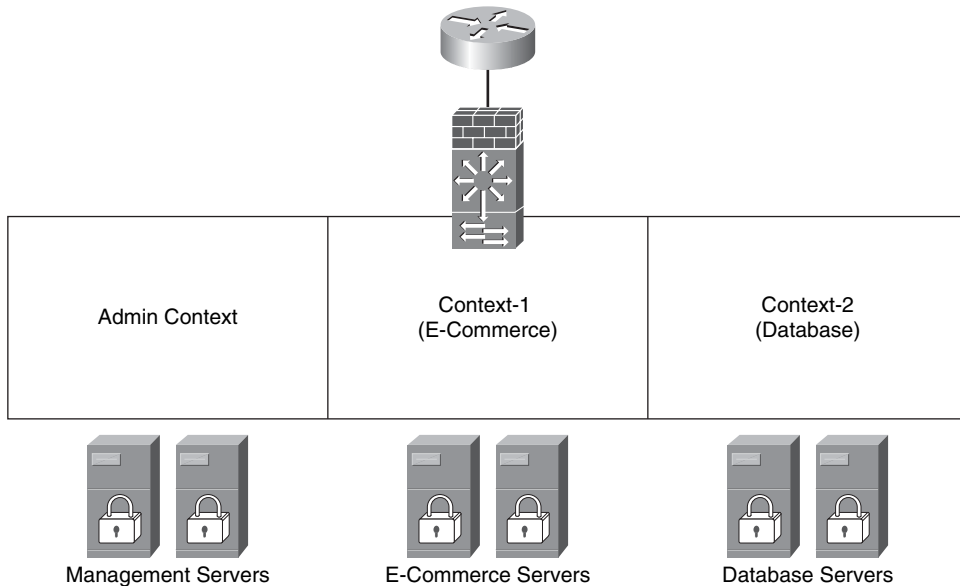 Admin Context
Context-1
(E-Commerce)
Context-2
(Database)
Management Servers
E-Commerce Servers
Database Servers